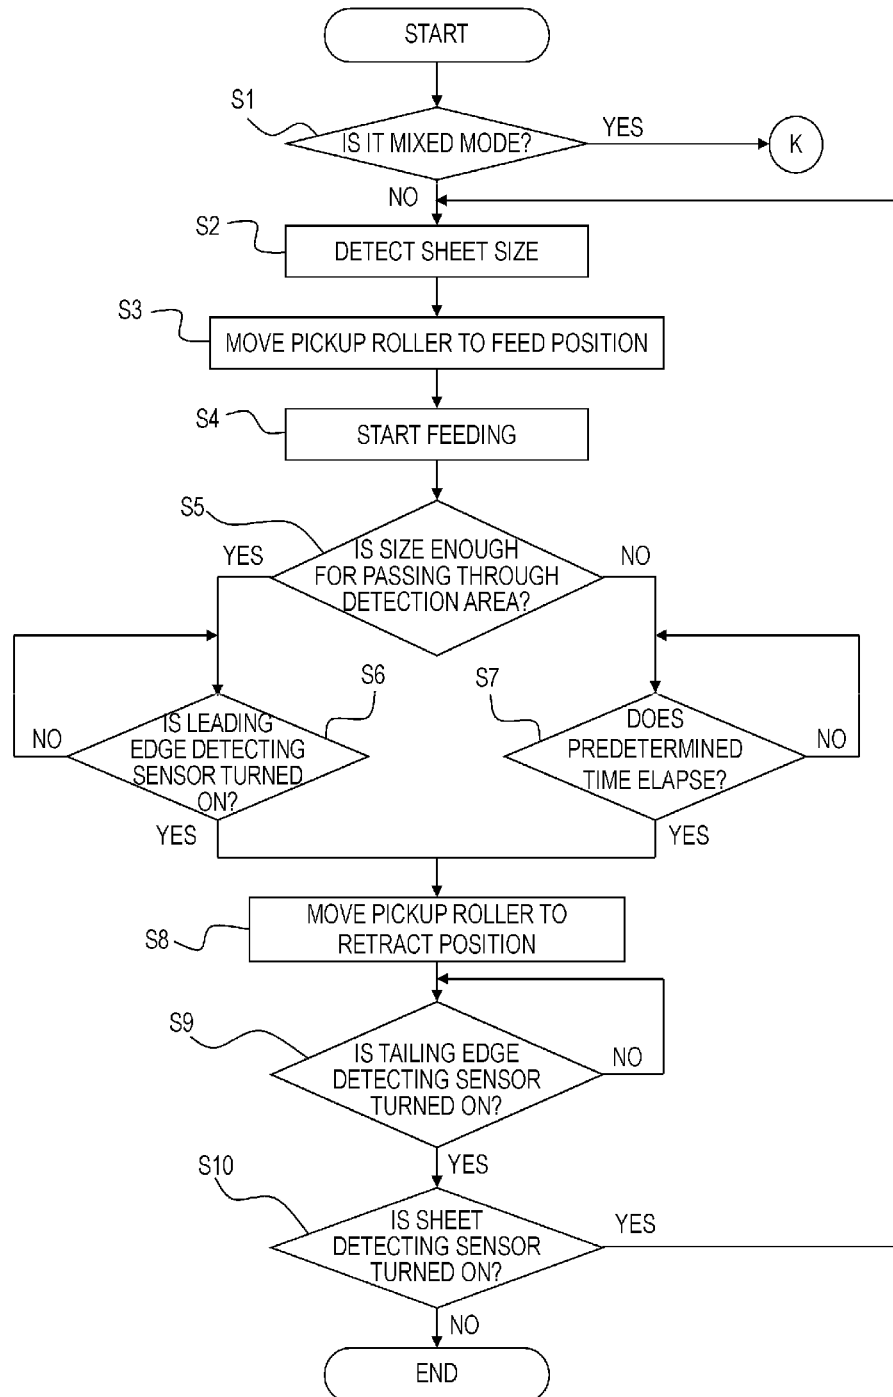 START
S1
IS IT MIXED MODE?
YES
K
NO
S2
DETECT SHEET SIZE
S3
MOVE PICKUP ROLLER TO FEED POSITION
S4
START FEEDING
S5
YES
IS SIZE ENOUGH
FOR PASSING THROUGH
DETECTION AREA?
NO
S6
NO
IS LEADING
EDGE DETECTING
SENSOR TURNED
ON?
YES
S7
DOES
PREDETERMINED
TIME ELAPSE?
NO
YES
S8
MOVE PICKUP ROLLER TO
RETRACT POSITION
S9
IS TAILING EDGE
DETECTING SENSOR
TURNED ON?
NO
YES
S10
IS SHEET
DETECTING SENSOR
TURNED ON?
YES
NO
END